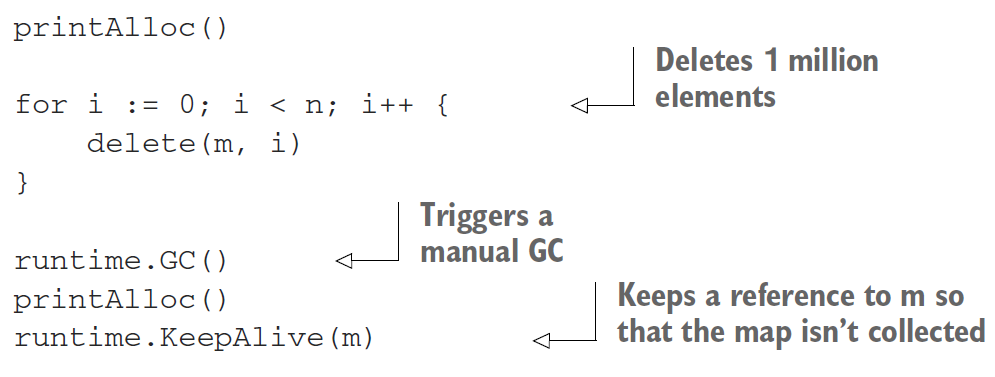 printAlloc()
Deletes 1 million
elements
for i := 0; i < n; i++ {
    delete(m, i)
}
Triggers a
manual GC
runtime.GC()
printAlloc()
Keeps a reference to m so
that the map isn't collected
runtime.KeepAlive(m)